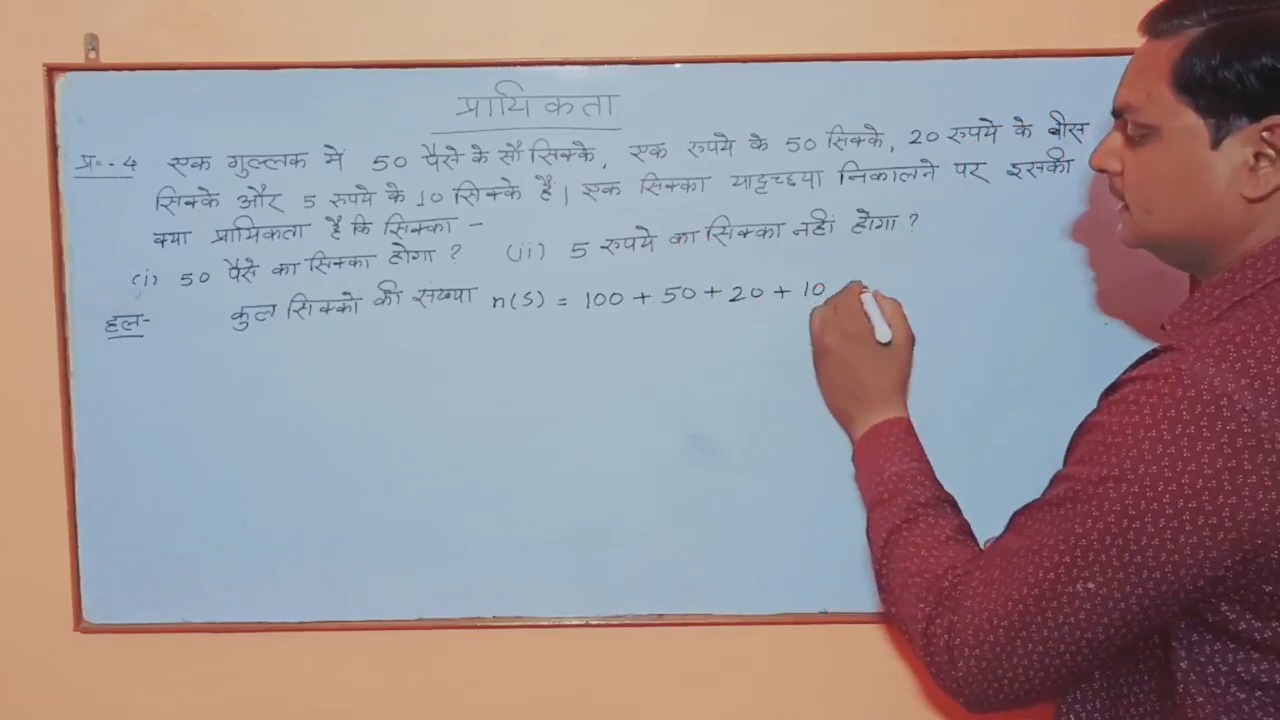 प्रायिकता
प्र०.4 एक गुल्लक में 50 पैसे के सौ सिक्के, एक रुपये के 50 सिक्के, 20 रुपये के बीस
सिक्के और 5 रुपये के 10 सिक्के हैं। एक सिक्का यादृच्छया निकालने पर इसकी
क्या प्रायिकता है कि सिक्का -
(i) 50 पैसे का सिक्का होगा ? (ii) 5 रुपये का सिक्का नहीं होगा ?
हल- कुल सिक्कों की संख्या n(S) = 100 + 50 + 20 + 10